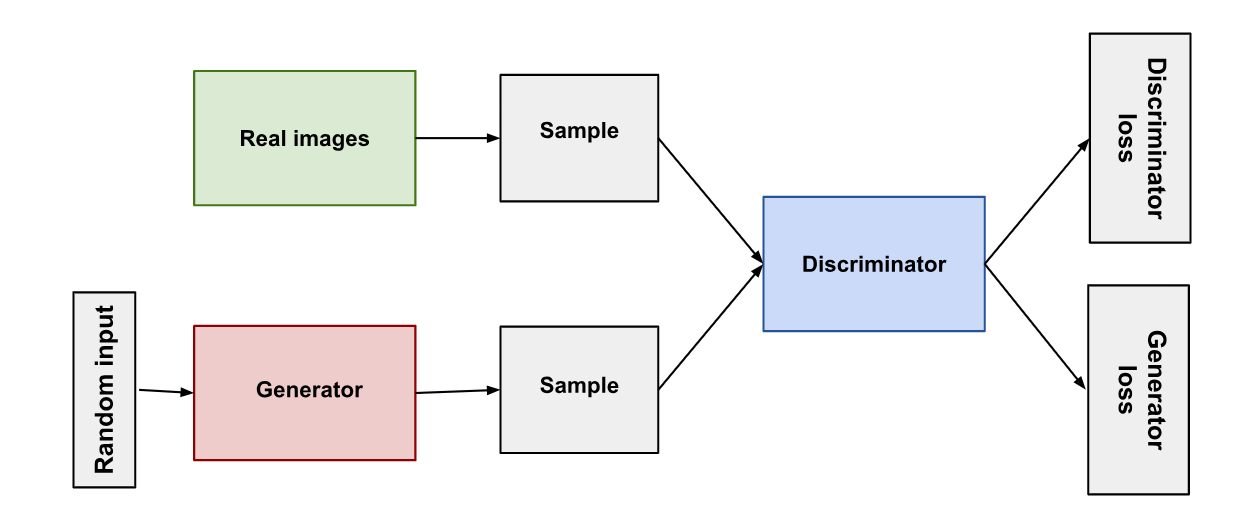 Real images
Sample
Discriminator
loss
Discriminator
Random input
Generator
Sample
Generator
loss